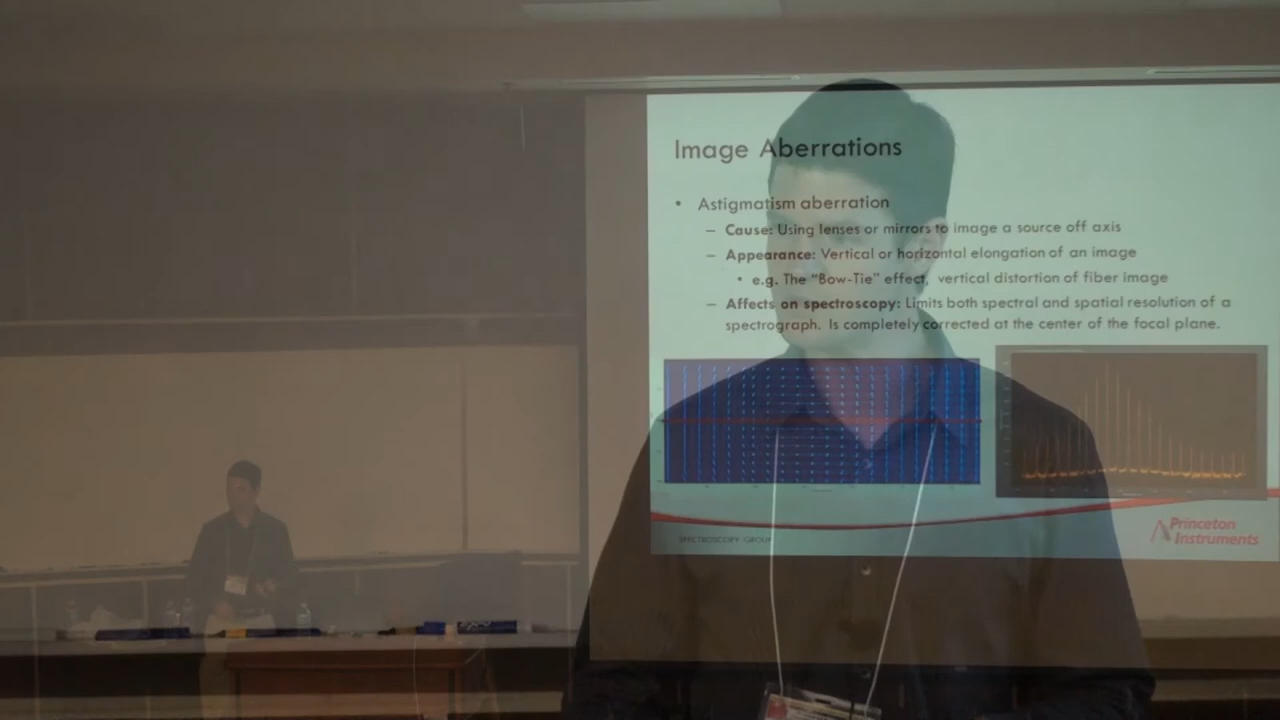 Image Aberrations
• Astigmatism aberration
– Cause: Using lenses or mirrors to image a source off axis
– Appearance: Vertical or horizontal elongation of an image
• e.g. The “Bow-Tie” effect, vertical distortion of fiber image
– Affects on spectroscopy: Limits both spectral and spatial resolution of a
spectrograph. Is completely corrected at the center of the focal plane.
SPECTROSCOPY GROUP
Princeton
Instruments